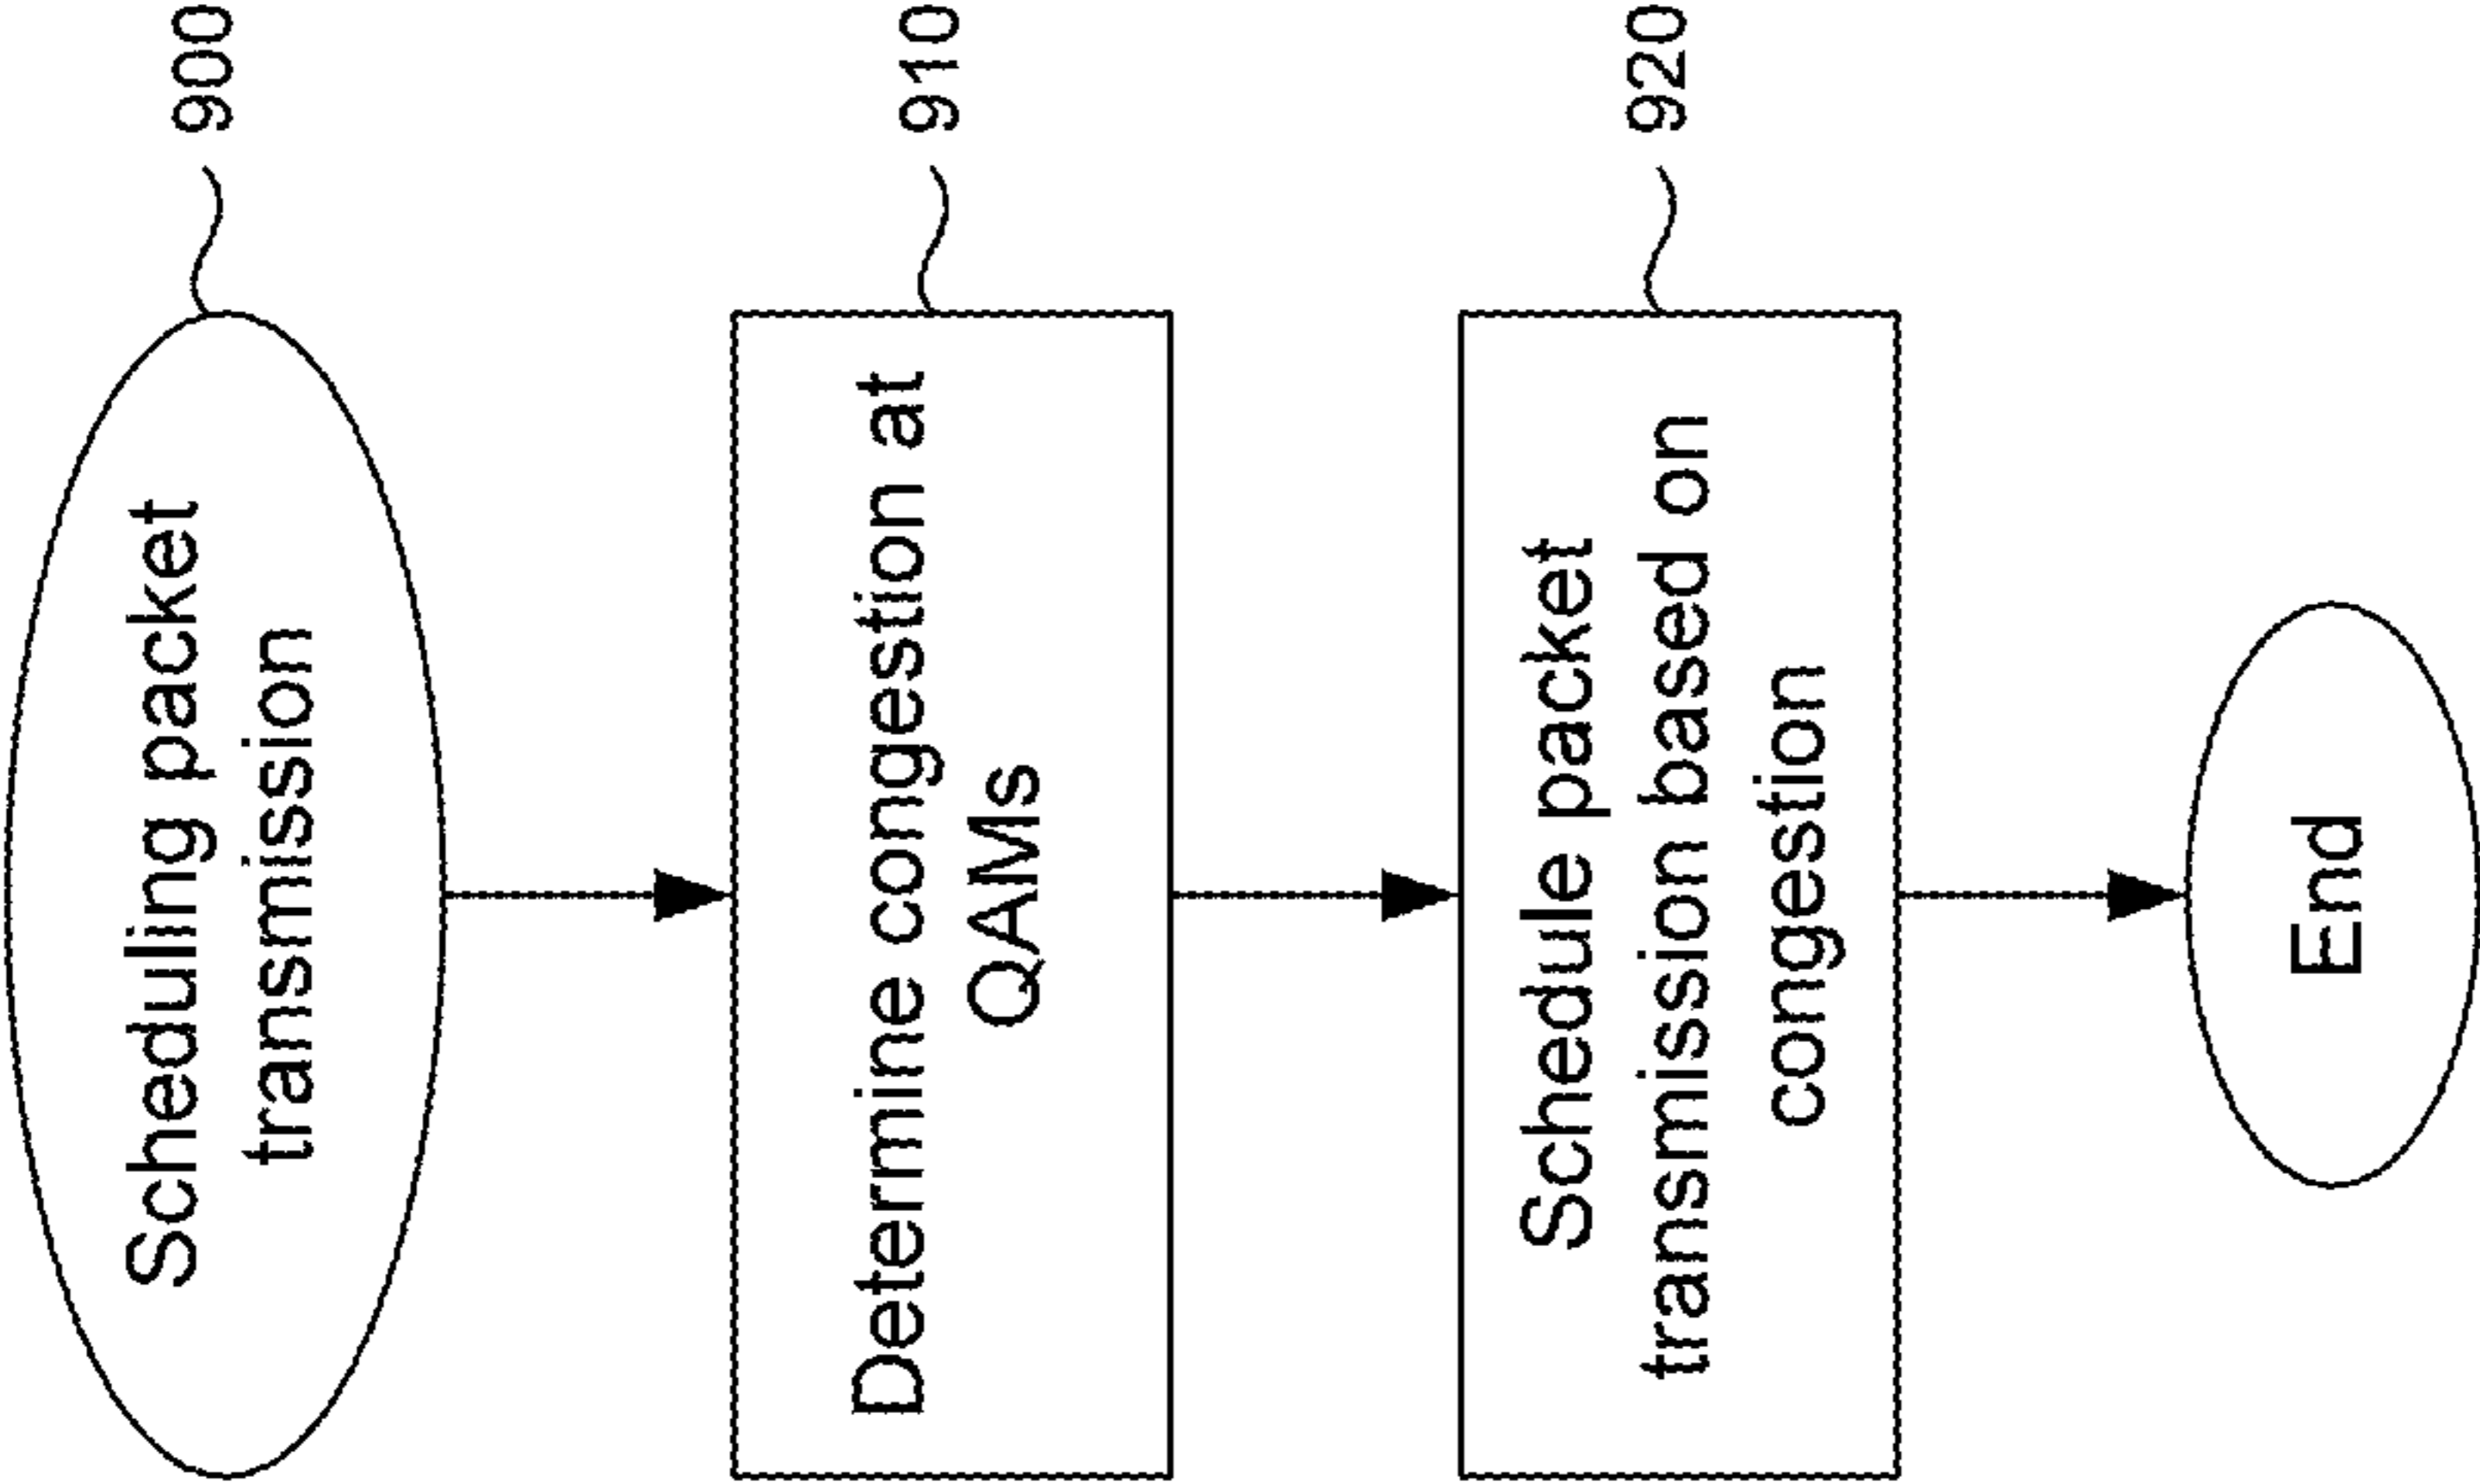 Scheduling packet
transmission
900
Determine congestion at
QAMs
910
Schedule packet
transmission based on
congestion
920
End